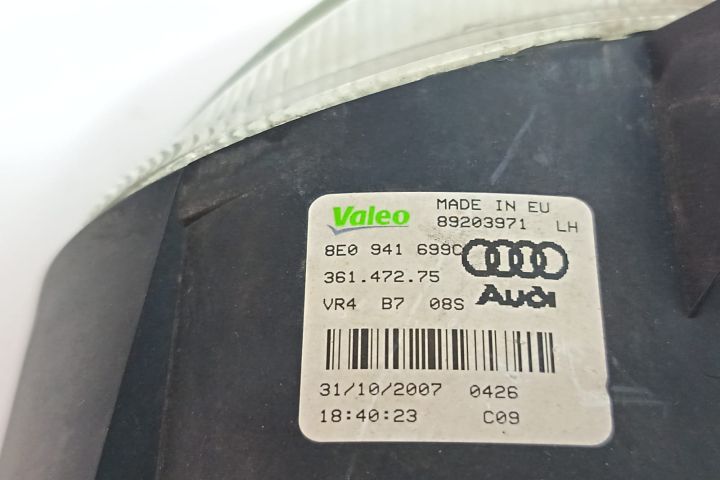 Valeo MADE IN EU
89203971 LH
8E0 941 699C
361.472.75 Audi
VR4 B7 08S
31/10/2007 0426
18:40:23 C09